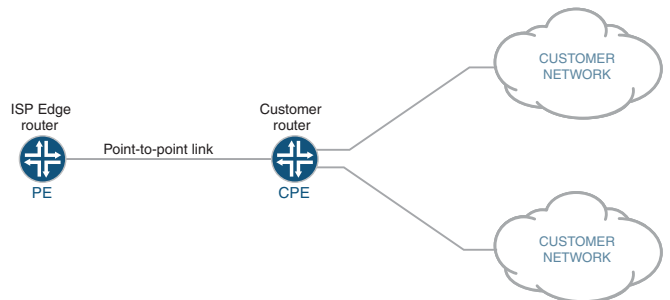 ISP Edge
router
PE
Point-to-point link
Customer
router
CPE
CUSTOMER
NETWORK
CUSTOMER
NETWORK